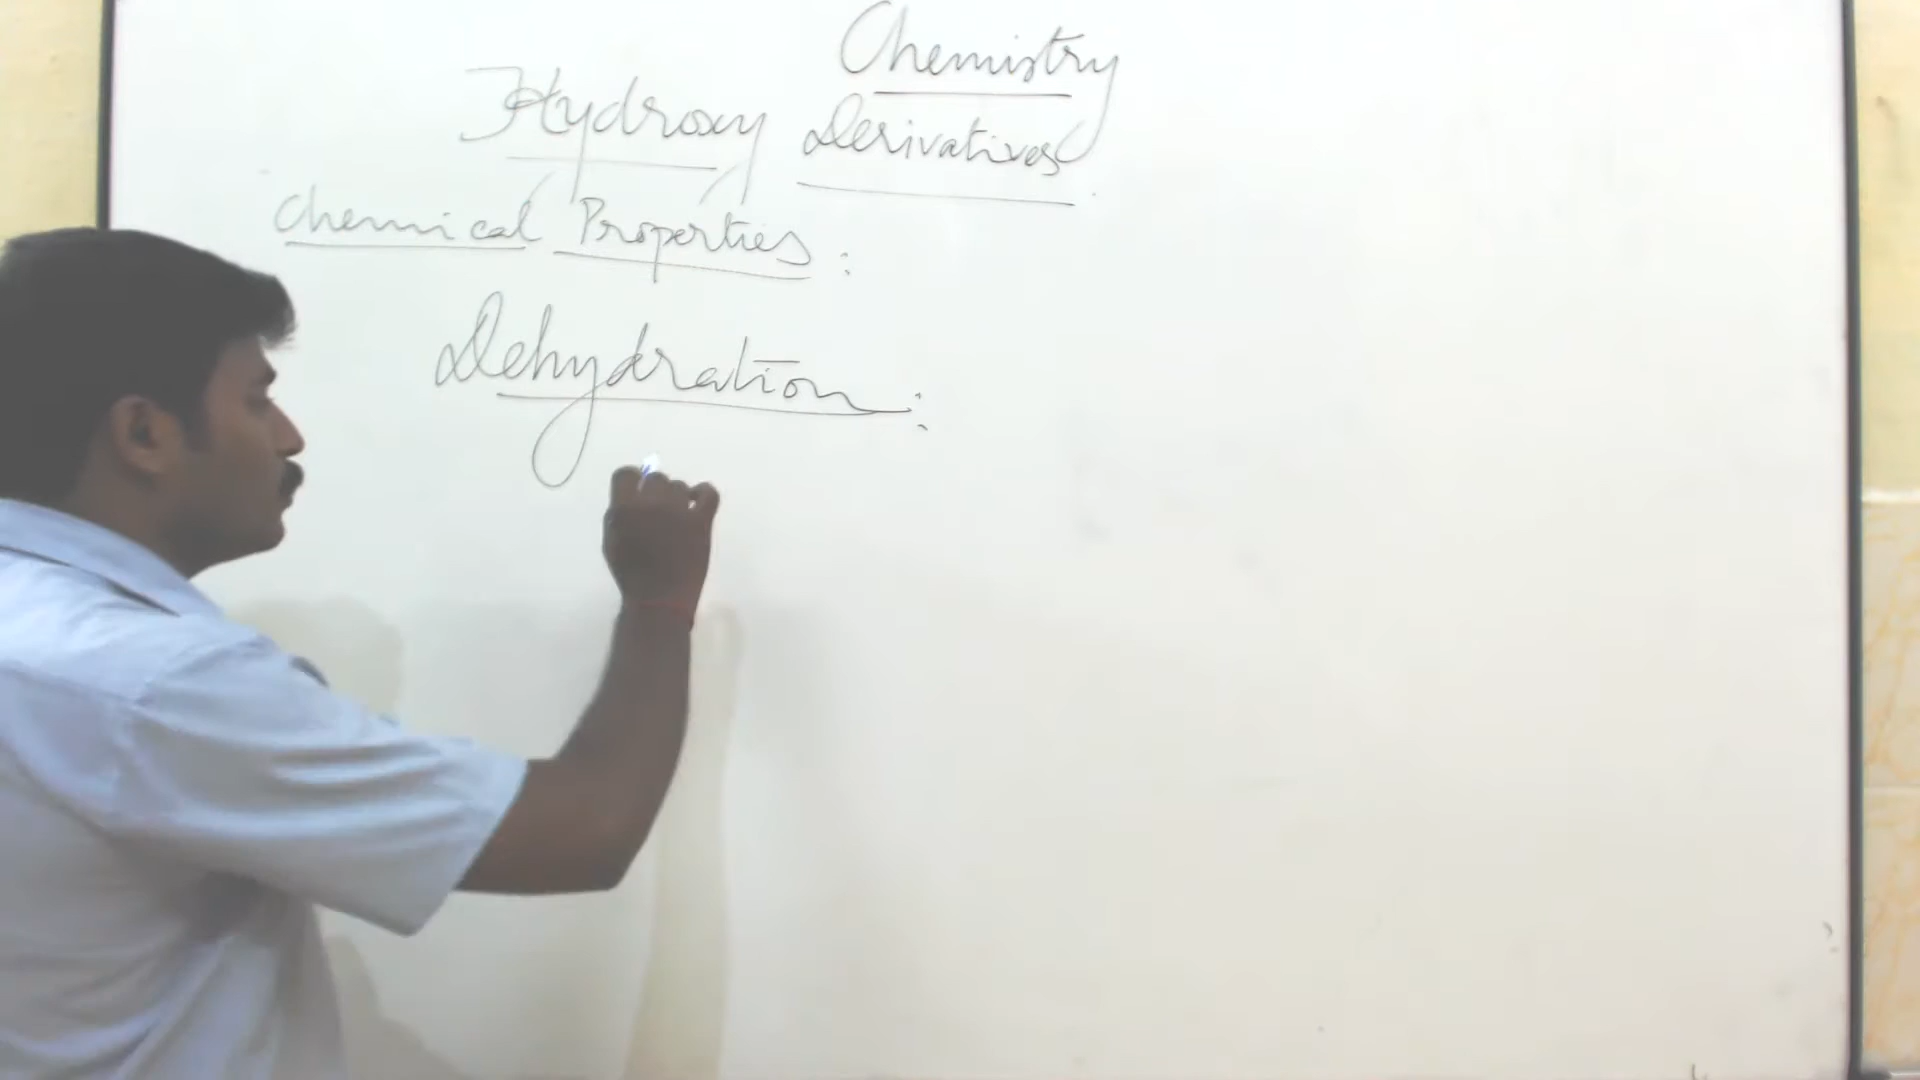 Chemistry
Hydroxy Derivatives
Chemical Properties :
Dehydration :